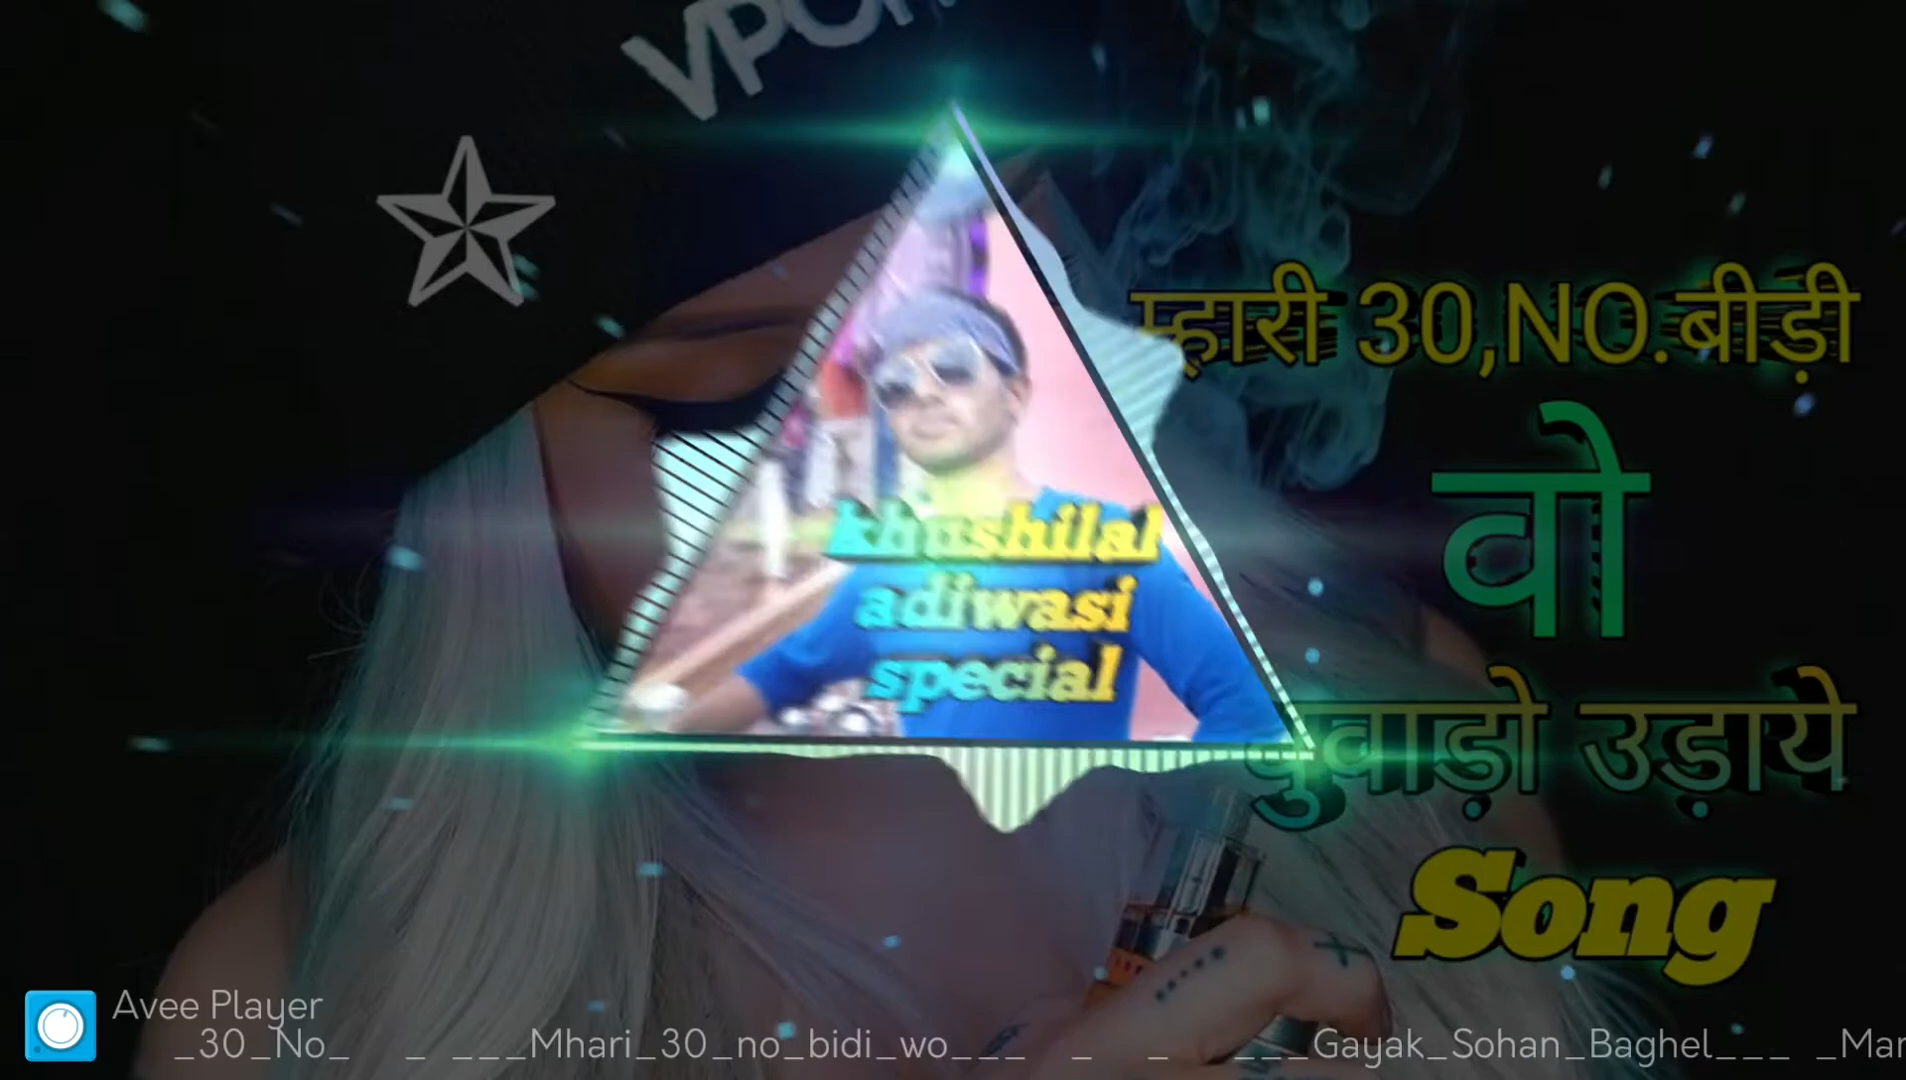 म्हारी 30,NO.बीड़ी
वो
धुवाड़ो उड़ाये
Song
khushilal
adiwasi
special
Avee Player
_30_No_ _ ___Mhari_30_no_bidi_wo___ _ _ ___Gayak_Sohan_Baghel___ _Mar